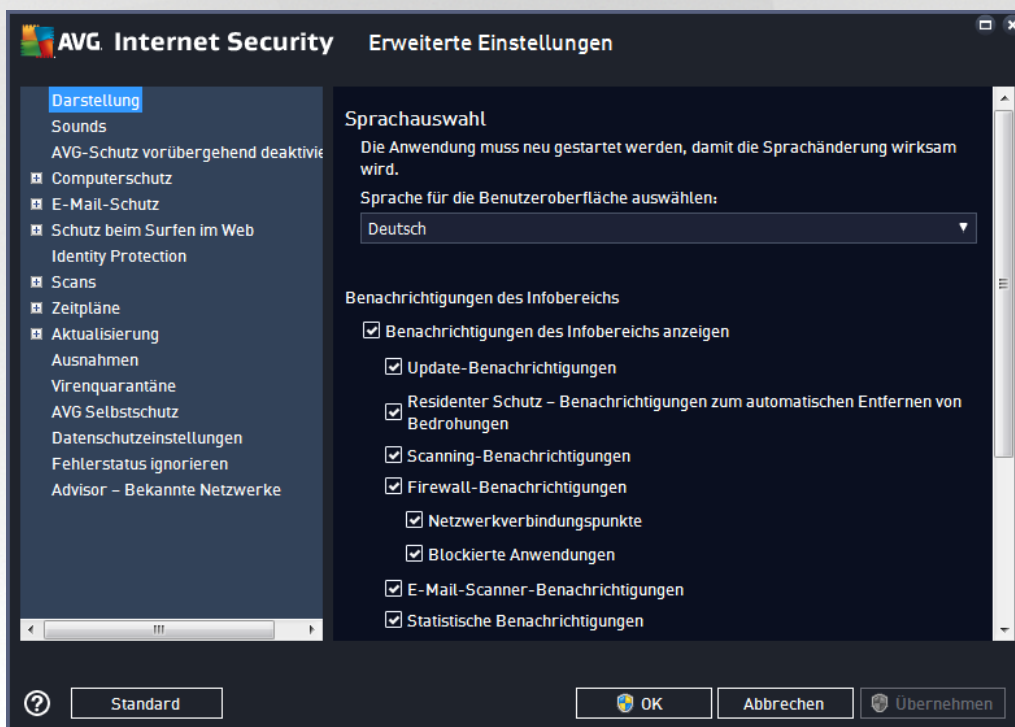 AVG. Internet Security Erweiterte Einstellungen
Darstellung
Sounds
AVG-Schutz vorübergehend deaktivie
Computerschutz
E-Mail-Schutz
Schutz beim Surfen im Web
Identity Protection
Scans
Zeitpläne
Aktualisierung
Ausnahmen
Virenquarantäne
AVG Selbstschutz
Datenschutzeinstellungen
Fehlerstatus ignorieren
Advisor – Bekannte Netzwerke
Sprachauswahl
Die Anwendung muss neu gestartet werden, damit die Sprachänderung wirksam
wird.
Sprache für die Benutzeroberfläche auswählen:
Deutsch
Benachrichtigungen des Infobereichs
Benachrichtigungen des Infobereichs anzeigen
Update-Benachrichtigungen
Residenter Schutz – Benachrichtigungen zum automatischen Entfernen von
Bedrohungen
Scanning-Benachrichtigungen
Firewall-Benachrichtigungen
Netzwerkverbindungspunkte
Blockierte Anwendungen
E-Mail-Scanner-Benachrichtigungen
Statistische Benachrichtigungen
Standard
OK
Abbrechen
Übernehmen